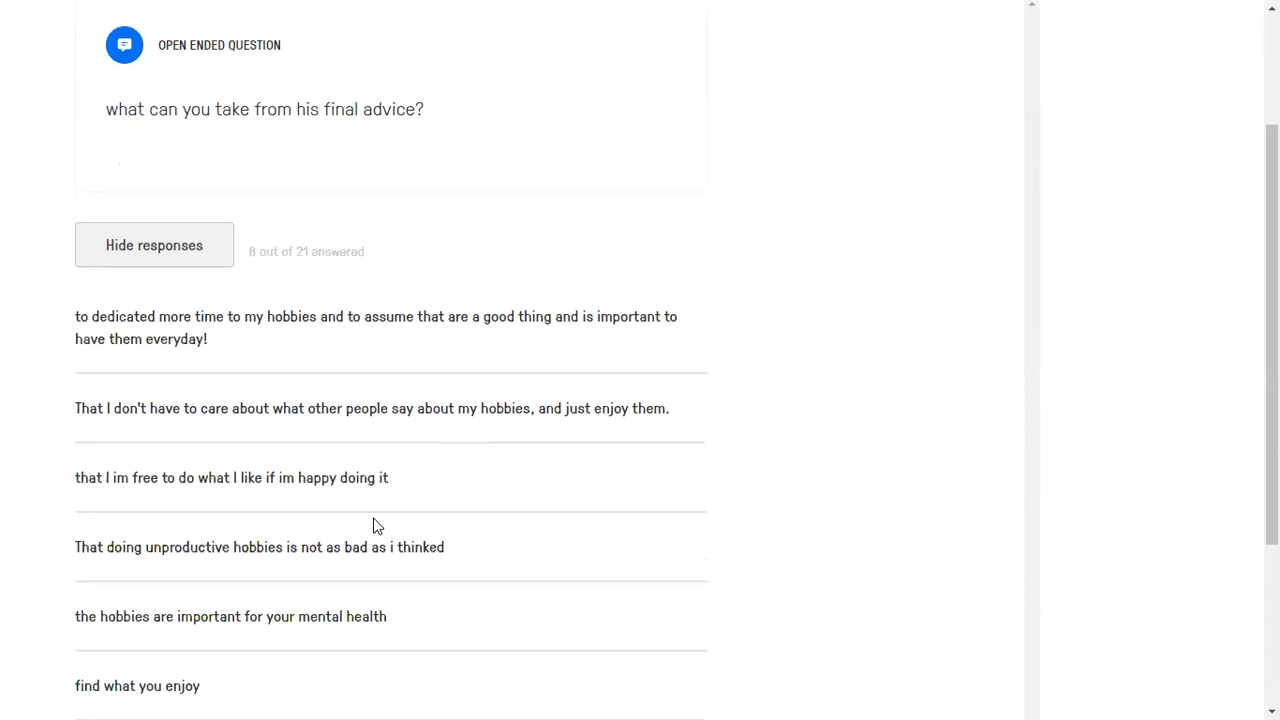 OPEN ENDED QUESTION
what can you take from his final advice?
Hide responses
8 out of 21 answered
to dedicated more time to my hobbies and to assume that are a good thing and is important to
have them everyday!
That I don't have to care about what other people say about my hobbies, and just enjoy them.
that I im free to do what I like if im happy doing it
That doing unproductive hobbies is not as bad as i thinked
the hobbies are important for your mental health
find what you enjoy